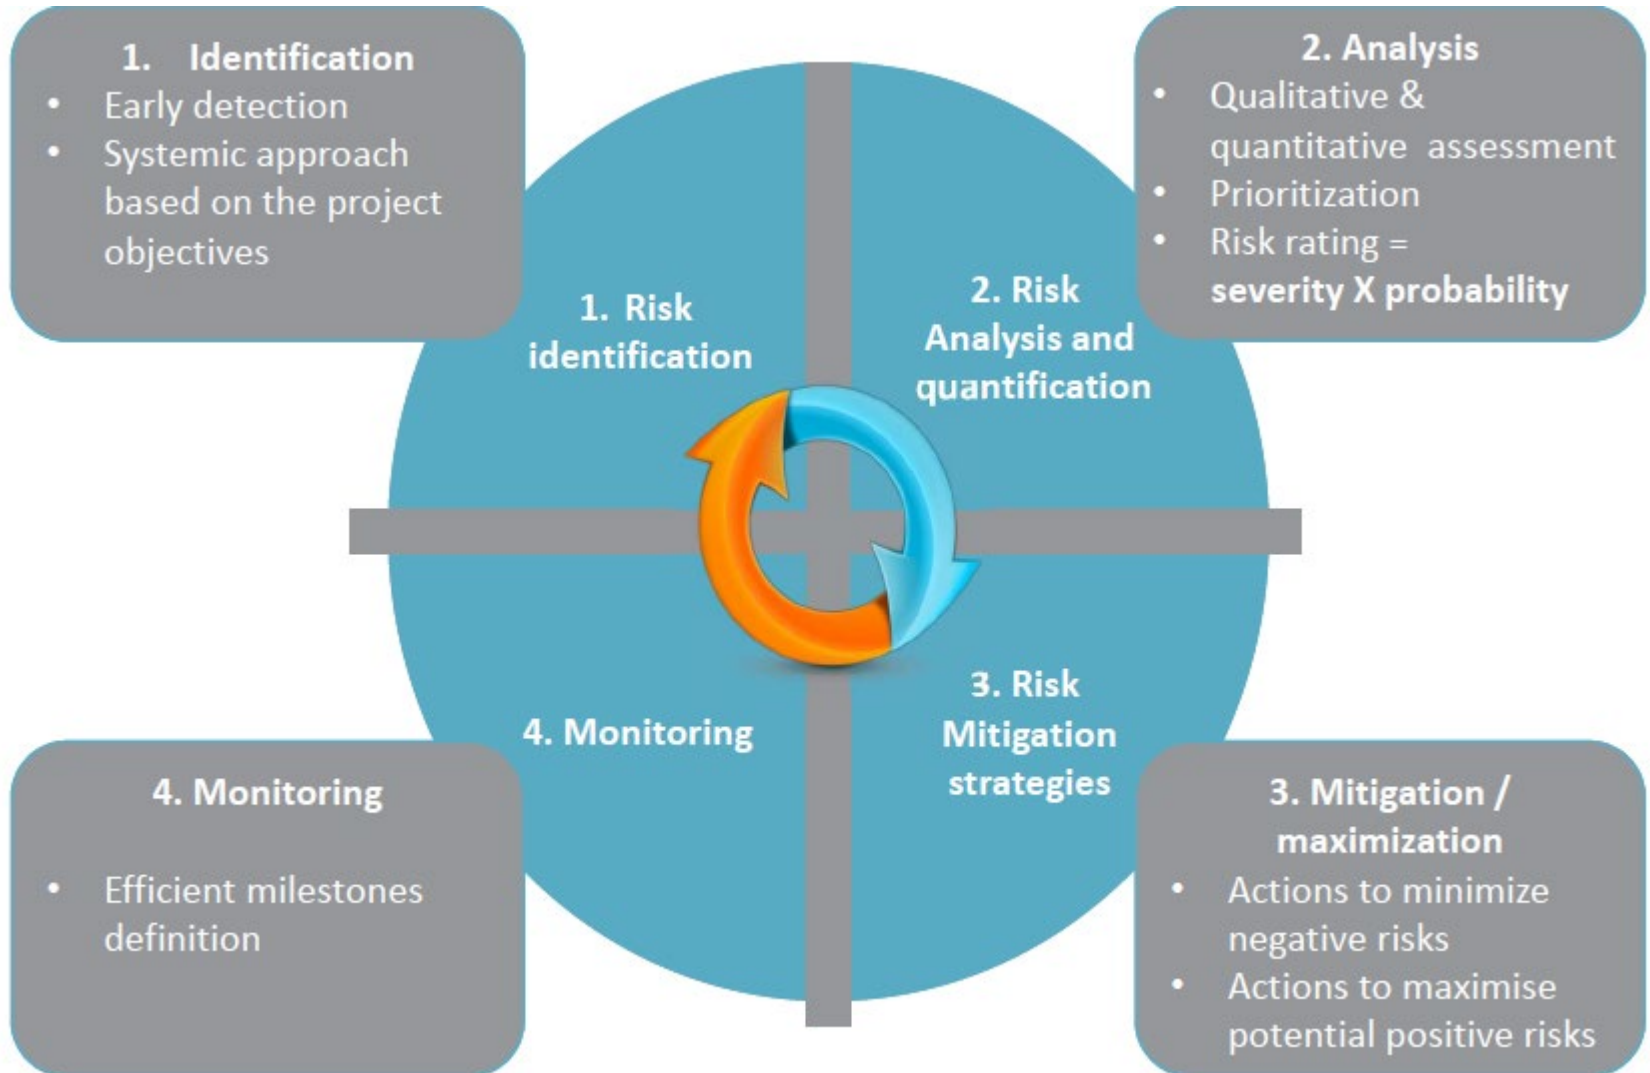 1. Identification
• Early detection
• Systemic approach
based on the project
objectives
2. Analysis
• Qualitative &
quantitative assessment
• Prioritization
• Risk rating =
severity X probability
1. Risk
identification
2. Risk
Analysis and
quantification
4. Monitoring
3. Risk
Mitigation
strategies
4. Monitoring
• Efficient milestones
definition
3. Mitigation /
maximization
• Actions to minimize
negative risks
• Actions to maximise
potential positive risks